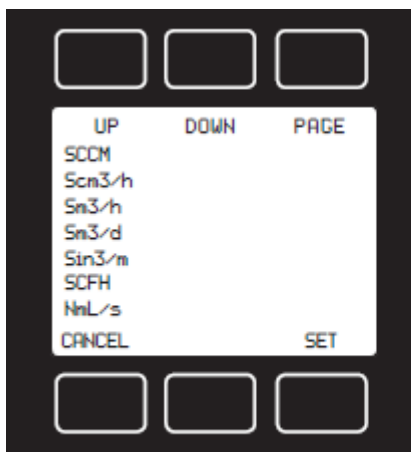 UP DOWN PAGE
SCCM
Scm3/h
Sm3/h
Sm3/d
Sin3/m
SCFH
NmL/s
CANCEL SET